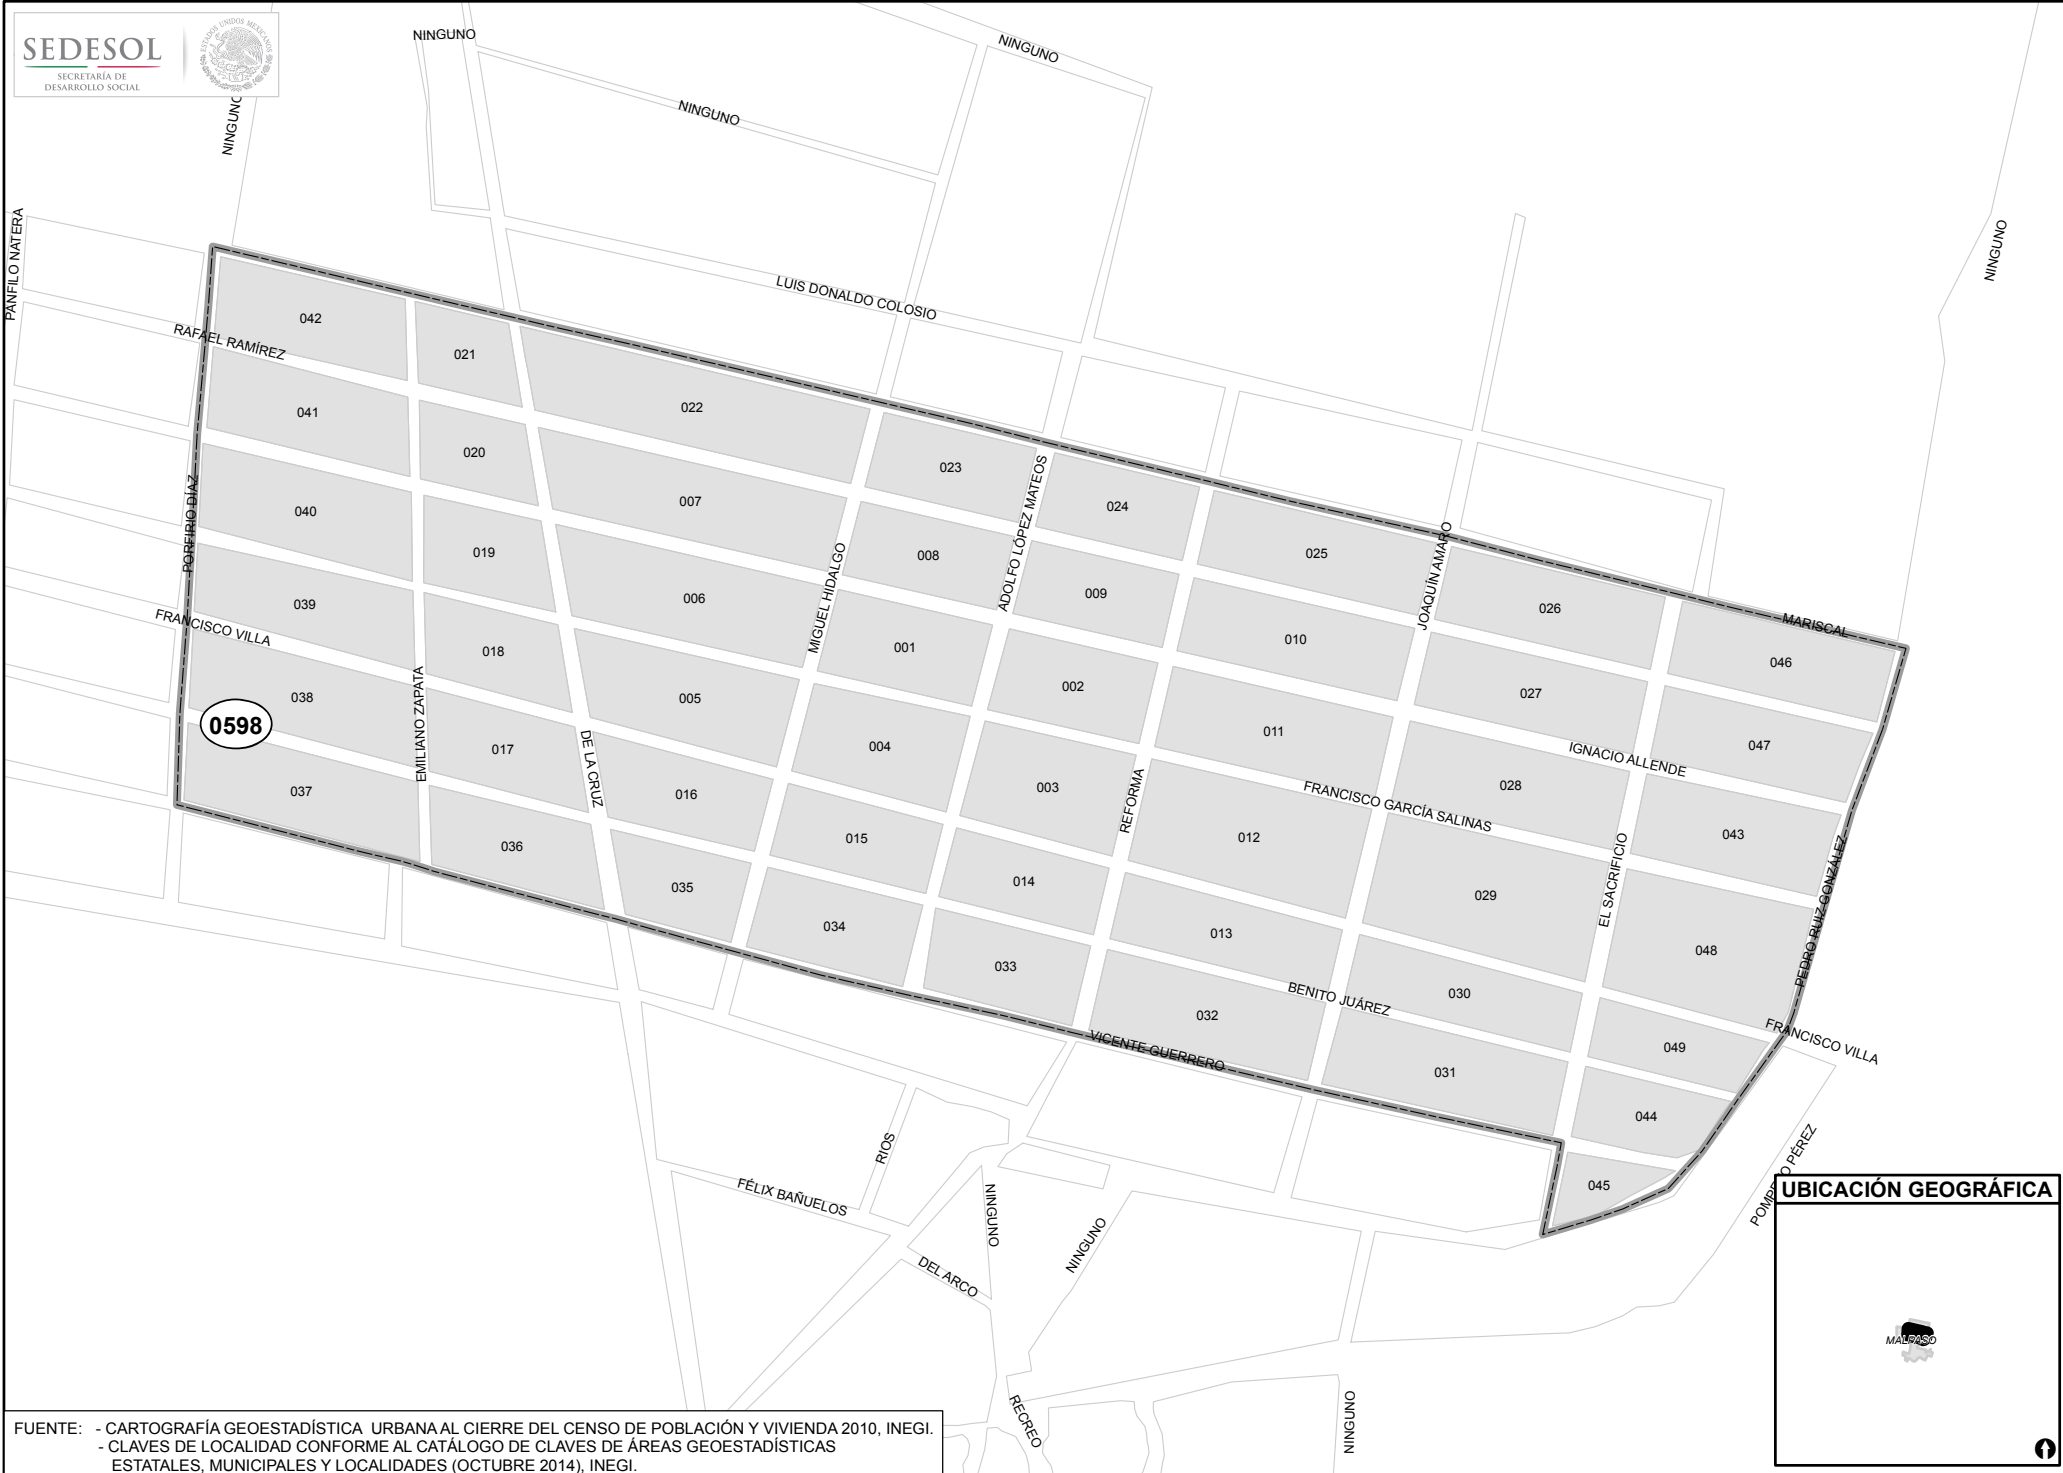 SEDESOL
SECRETARÍA DE
DESARROLLO SOCIAL
ESTADOS UNIDOS MEXICANOS
NINGUNO
NINGUNO
NINGUNO
NINGUNO
NINGUNO
PANFILO NATERA
LUIS DONALDO COLOSIO
RAFAEL RAMÍREZ
042
021
022
041
020
007
023
024
040
019
006
008
009
025
039
018
005
001
002
010
026
046
038
017
016
004
003
011
027
047
0598
037
036
035
015
014
012
028
043
034
033
013
029
048
032
030
049
031
044
045
PORFIRIO DÍAZ
FRANCISCO VILLA
EMILIANO ZAPATA
DE LA CRUZ
MIGUEL HIDALGO
ADOLFO LÓPEZ MATEOS
REFORMA
JOAQUÍN AMARO
MARISCAL
IGNACIO ALLENDE
FRANCISCO GARCÍA SALINAS
EL SACRIFICIO
PEDRO RUIZ GONZÁLEZ
BENITO JUÁREZ
VICENTE GUERRERO
FRANCISCO VILLA
RIOS
FÉLIX BAÑUELOS
NINGUNO
NINGUNO
DEL ARCO
RECREO
NINGUNO
UBICACIÓN GEOGRÁFICA
MALPASO
FUENTE: - CARTOGRAFÍA GEOESTADÍSTICA URBANA AL CIERRE DEL CENSO DE POBLACIÓN Y VIVIENDA 2010, INEGI.
- CLAVES DE LOCALIDAD CONFORME AL CATÁLOGO DE CLAVES DE ÁREAS GEOESTADÍSTICAS
ESTATALES, MUNICIPALES Y LOCALIDADES (OCTUBRE 2014), INEGI.
PÉREZ